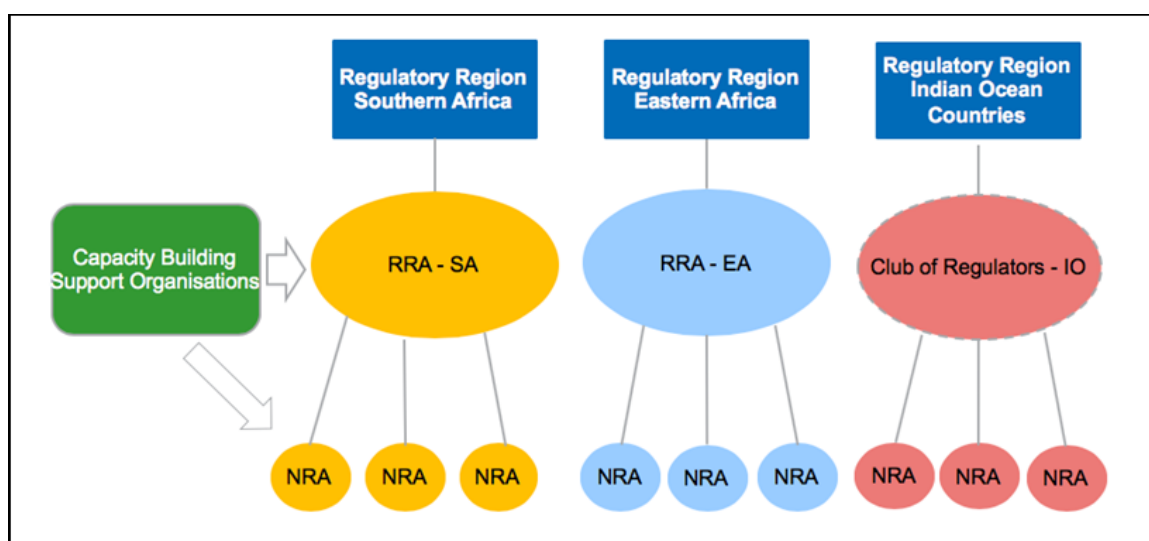 Regulatory Region
Southern Africa
Regulatory Region
Eastern Africa
Regulatory Region
Indian Ocean
Countries
Capacity Building
Support Organisations
RRA - SA
RRA - EA
Club of Regulators - IO
NRA
NRA
NRA
NRA
NRA
NRA
NRA
NRA
NRA